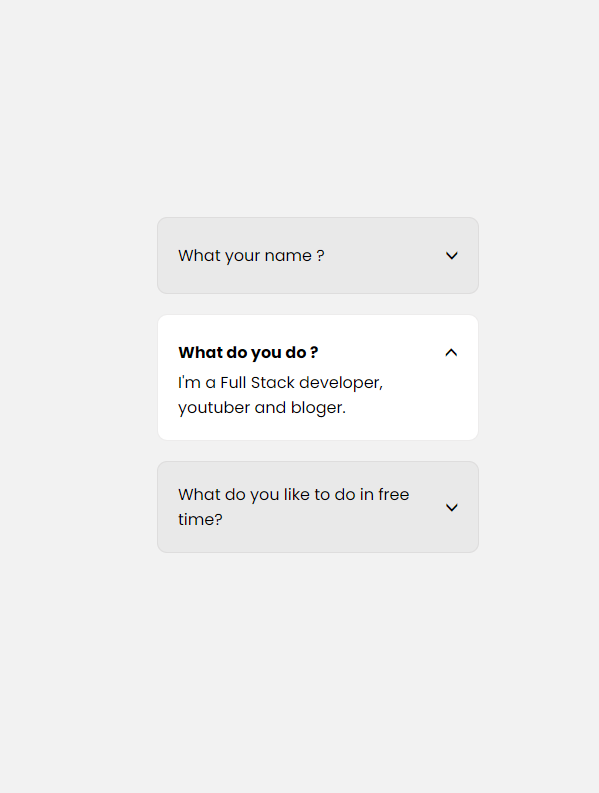 What your name ?
What do you do ?
I'm a Full Stack developer,
youtuber and bloger.
What do you like to do in free
time?